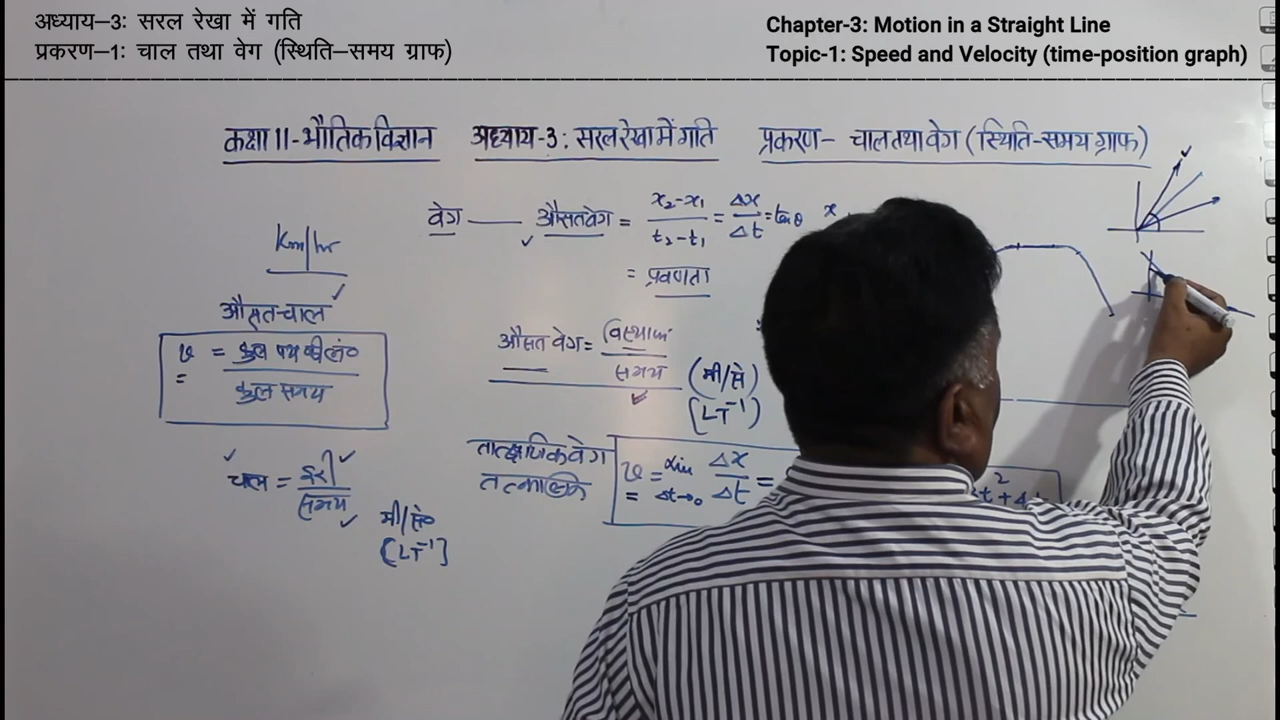 अध्याय–3: सरल रेखा में गति
प्रकरण–1: चाल तथा वेग (स्थिति–समय ग्राफ)
Chapter-3: Motion in a Straight Line
Topic-1: Speed and Velocity (time-position graph)
कक्षा 11 - भौतिक विज्ञान अध्याय-3 : सरल रेखा में गति प्रकरण – चाल तथा वेग (स्थिति-समय ग्राफ)
वेग —— औसत वेग = x₂-x₁ / t₂-t₁ = Δx / Δt = tanθ x
= प्रवणता
Km/hr
औसत-चाल
v = कुल / कुल समय
औसत वेग = विस्थापन / समय (मी/से)
[LT⁻¹]
चाल = दूरी / समय मी/से०
[LT⁻¹]
तात्क्षणिक वेग
v = Lim Δt→0 Δx / Δt =